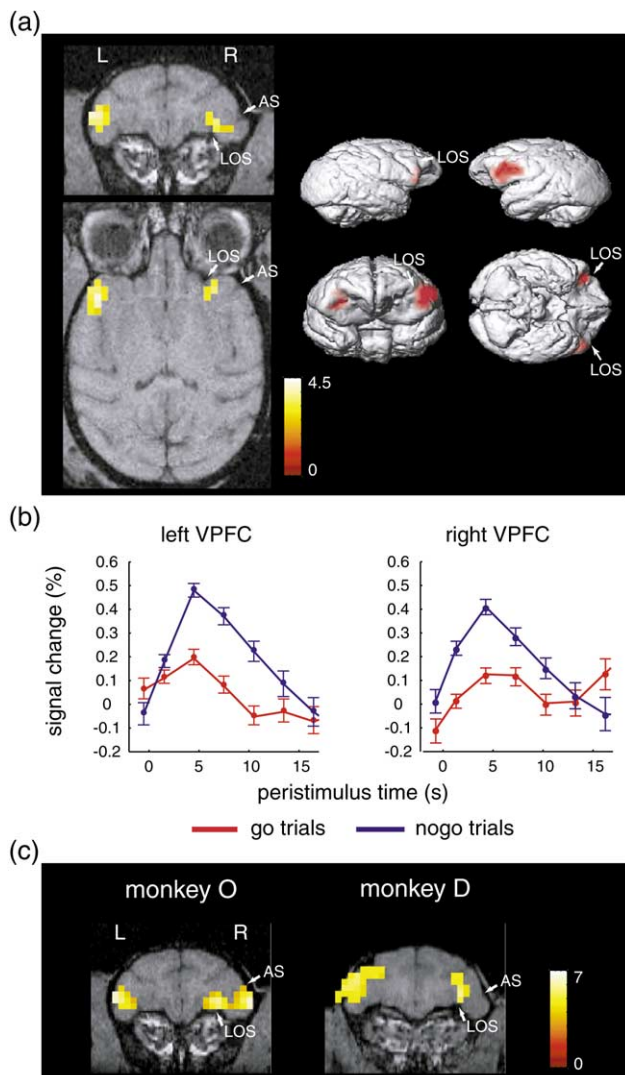 (a)
L R
AS
LOS
LOS
AS
LOS
LOS
LOS
LOS
4.5
0
(b)
left VPFC right VPFC
signal change (%)
0.6 0.6
0.5 0.5
0.4 0.4
0.3 0.3
0.2 0.2
0.1 0.1
0 0
-0.1 -0.1
-0.2 -0.2
0 5 10 15 0 5 10 15
peristimulus time (s)
go trials nogo trials
(c)
monkey O monkey D
L R
AS
LOS
AS
LOS
7
0